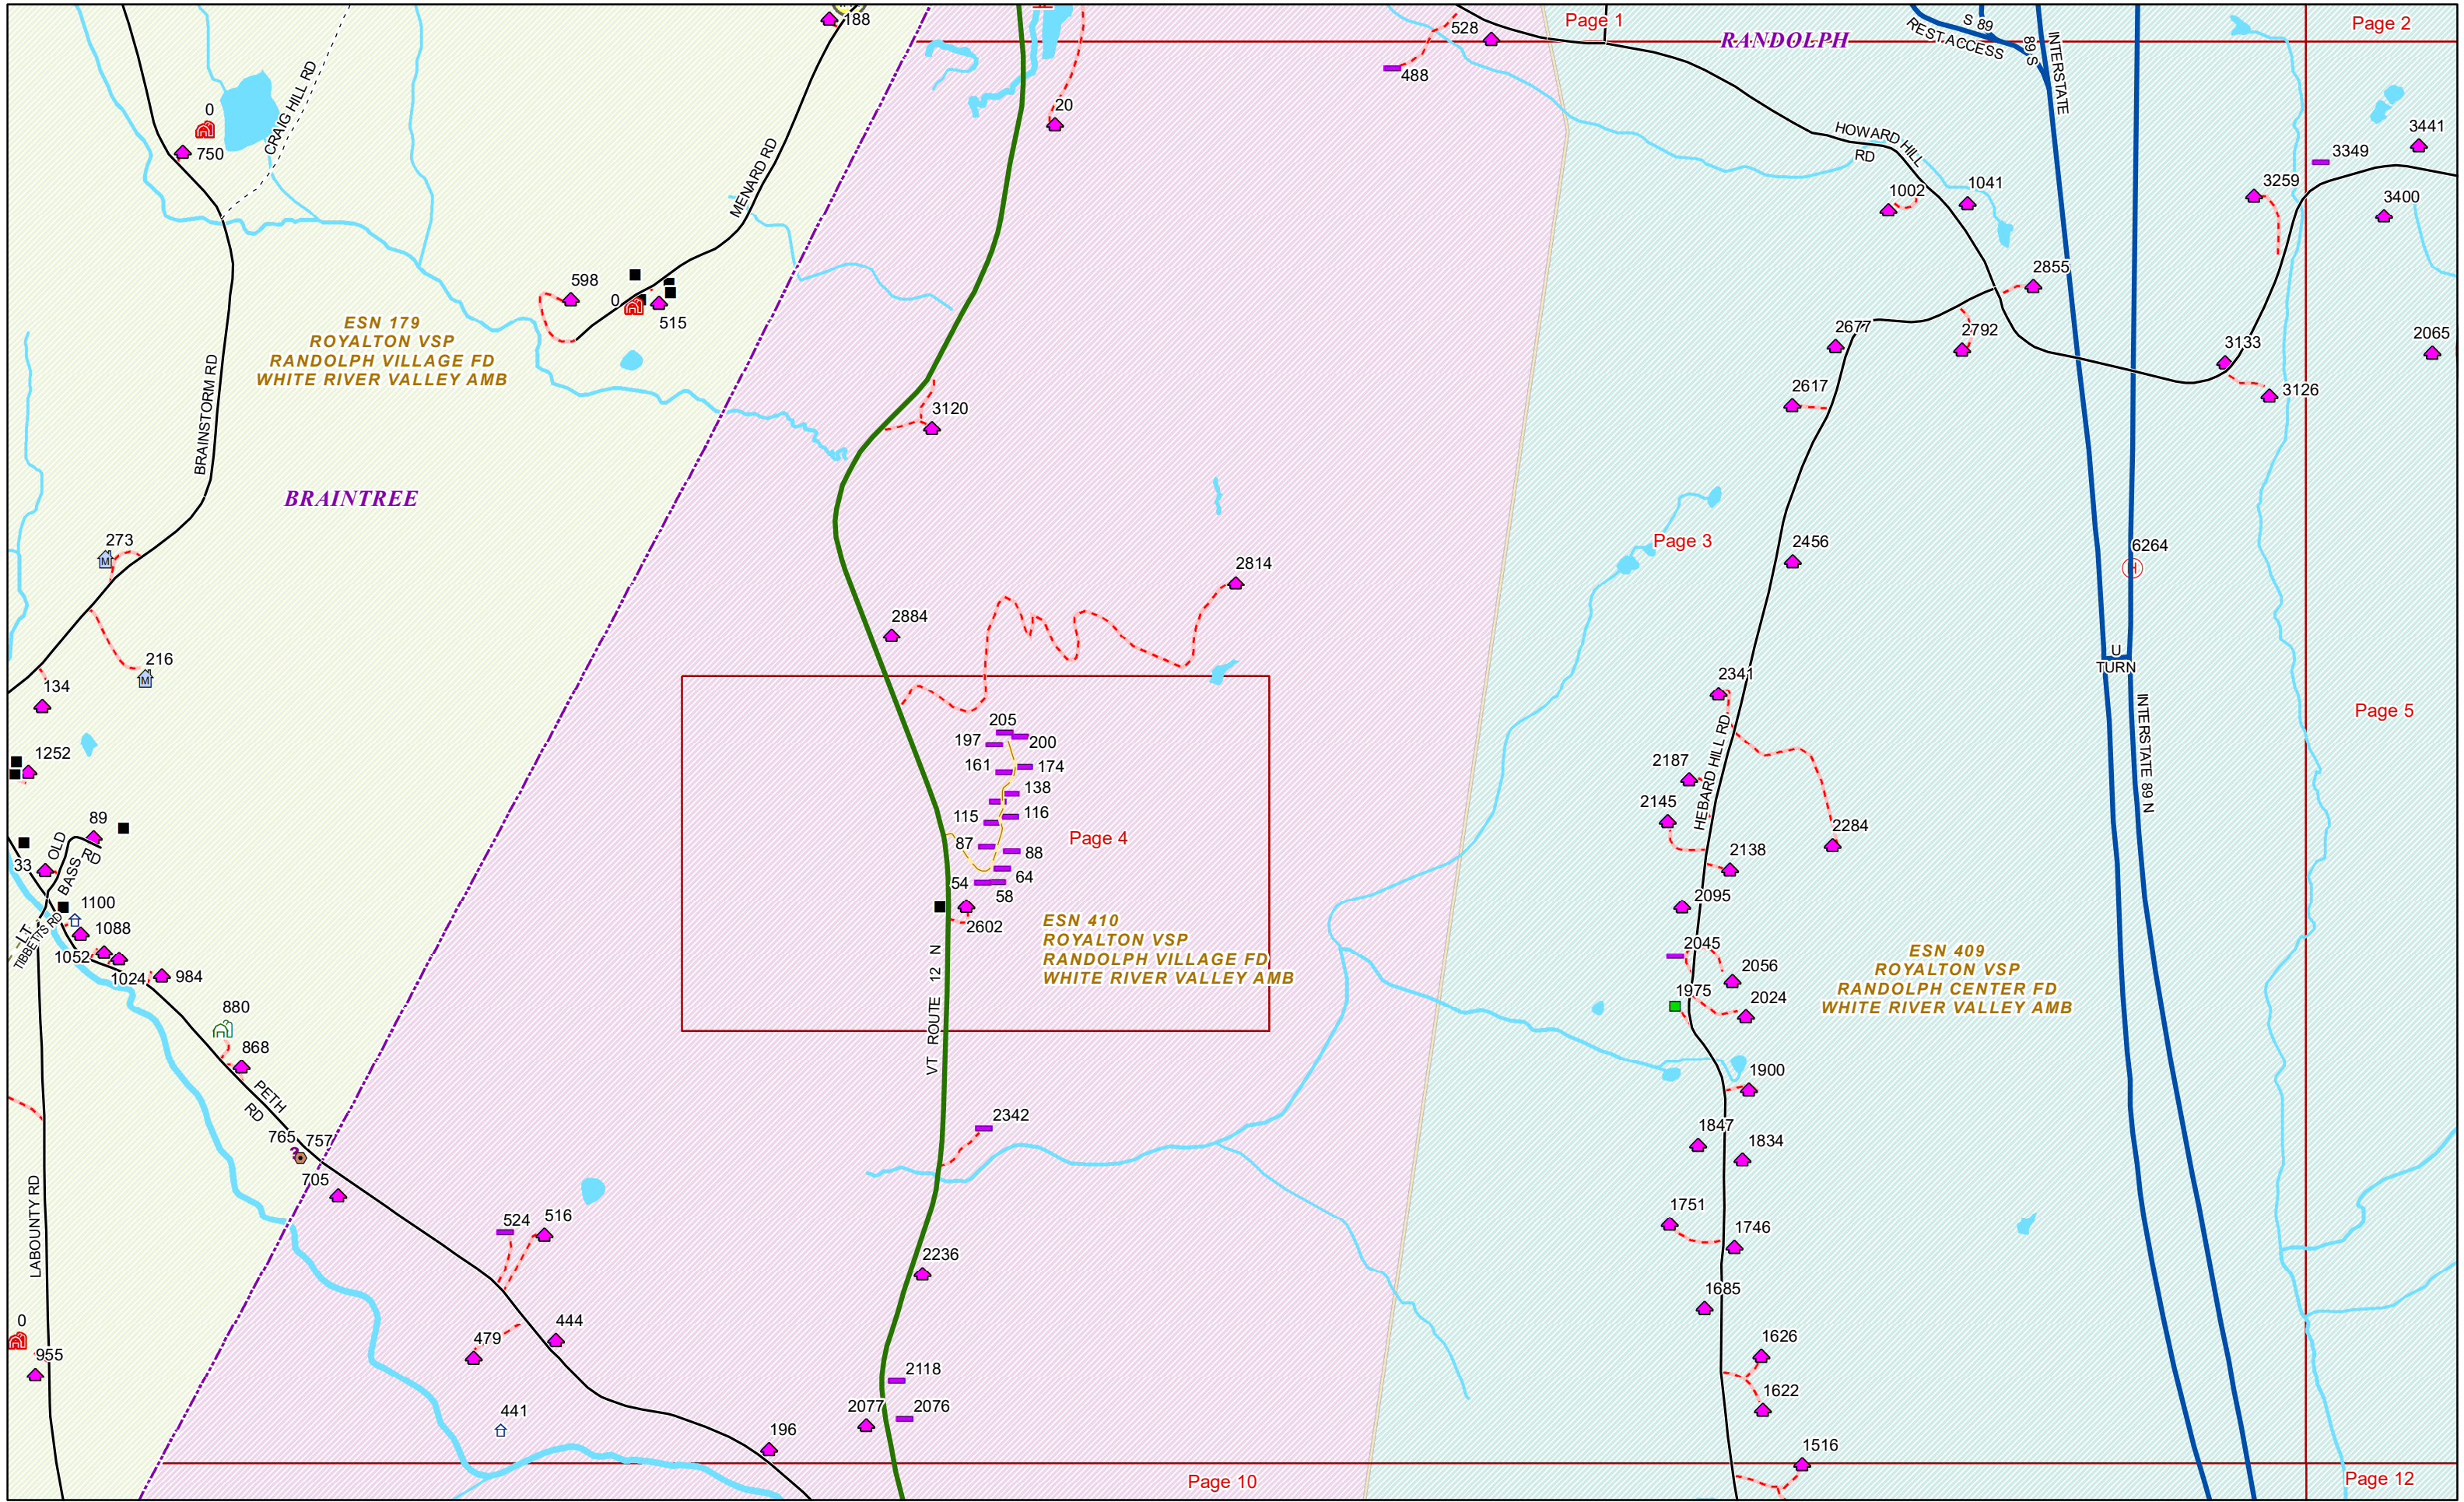 188
528
Page 1
RANDOLPH
S 89
REST ACCESS
89 S
INTERSTATE
Page 2
488
20
0
750
CRAIG HILL RD
MENARD RD
HOWARD HILL
RD
3441
3349
3259
3400
1002
1041
598
0
515
2855
ESN 179
ROYALTON VSP
RANDOLPH VILLAGE FD
WHITE RIVER VALLEY AMB
2677
2792
3133
2065
BRAINSTORM RD
2617
3126
3120
BRAINTREE
273
Page 3
2456
6264
2814
2884
216
134
U
TURN
2341
INTERSTATE 89 N
Page 5
205
197
200
161
174
138
115
116
87
88
64
54
58
Page 4
2602
1252
HEBARD HILL RD
2187
2145
2284
2138
2095
89
OLD
BASS
RD
33
1100
LT
TIBBETTS RD
1088
1052
1024
984
ESN 410
ROYALTON VSP
RANDOLPH VILLAGE FD
WHITE RIVER VALLEY AMB
2045
2056
1975
2024
ESN 409
ROYALTON VSP
RANDOLPH CENTER FD
WHITE RIVER VALLEY AMB
VT ROUTE 12 N
880
868
PETH
RD
1900
2342
1847
1834
765
757
705
LABOUNTY RD
524
516
1751
1746
2236
1685
0
955
479
444
1626
1622
2118
2077
2076
441
196
1516
Page 10
Page 12